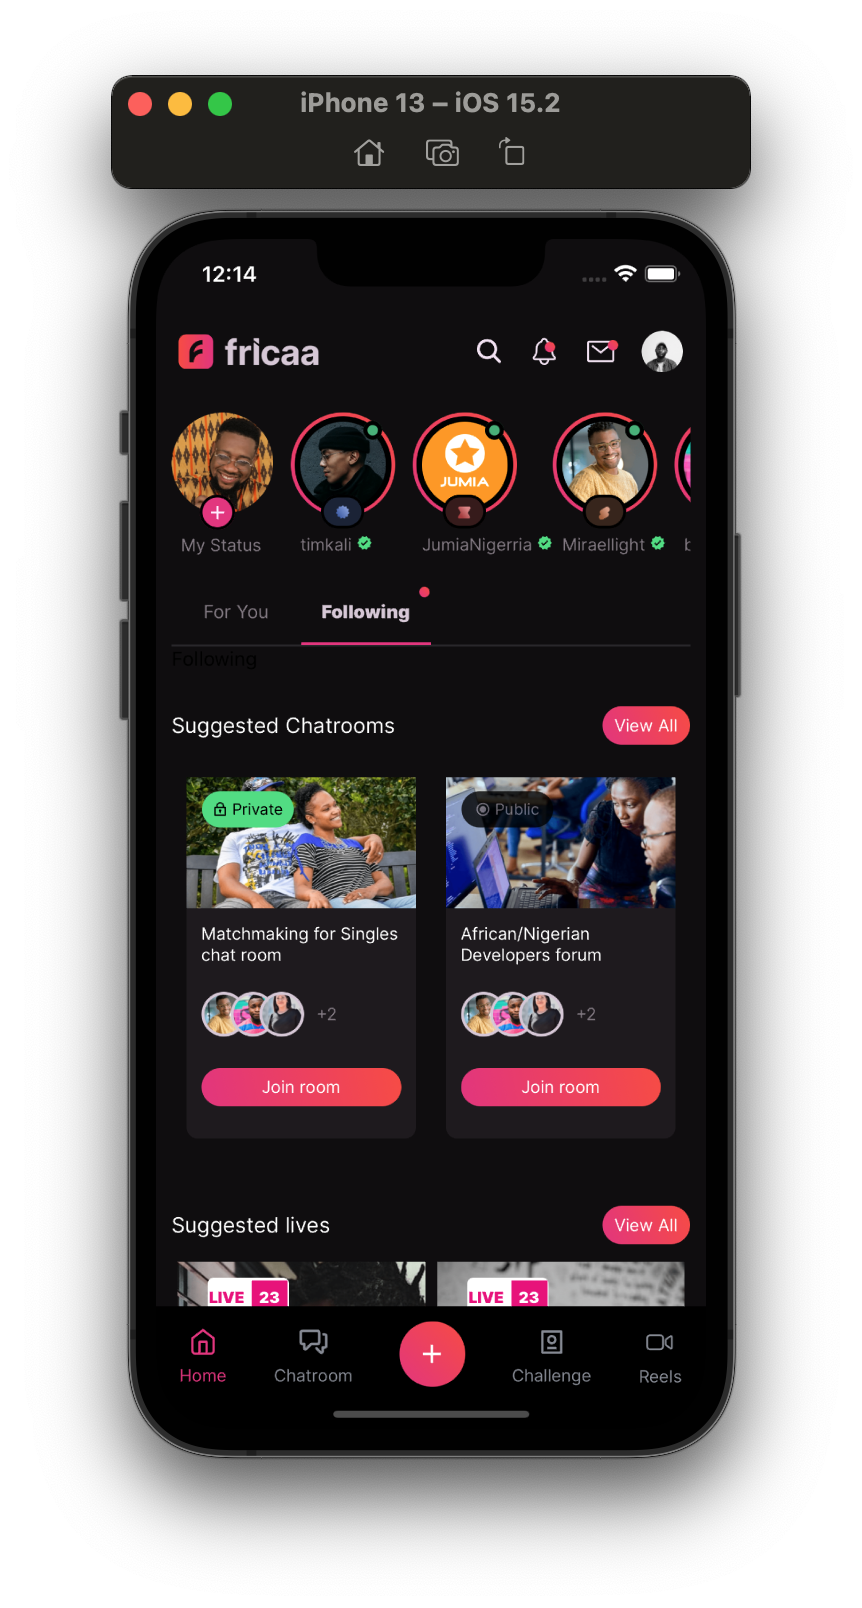 iPhone 13 – iOS 15.2
12:14
fricaa
JUMIA
My Status
timkali
JumiaNigerria
Miraellight
b
For You
Following
Following
Suggested Chatrooms
View All
Private
Public
Matchmaking for Singles
chat room
African/Nigerian
Developers forum
+2
+2
Join room
Join room
Suggested lives
View All
LIVE 23
LIVE 23
Home
Chatroom
+
Challenge
Reels